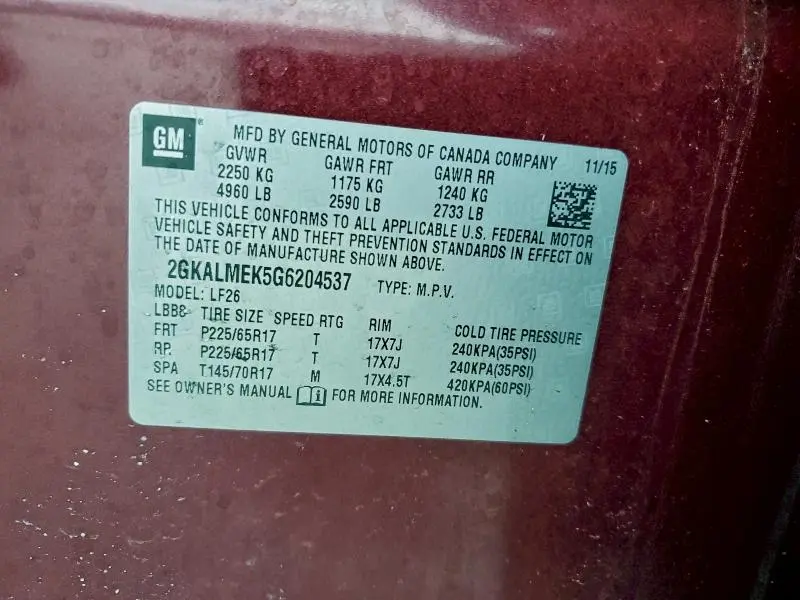 GM®
MFD BY GENERAL MOTORS OF CANADA COMPANY 11/15
GVWR GAWR FRT GAWR RR
2250 KG 1175 KG 1240 KG
4960 LB 2590 LB 2733 LB
THIS VEHICLE CONFORMS TO ALL APPLICABLE U.S. FEDERAL MOTOR
VEHICLE SAFETY AND THEFT PREVENTION STANDARDS IN EFFECT ON
THE DATE OF MANUFACTURE SHOWN ABOVE.
2GKALMEK5G6204537 TYPE: M.P.V.
MODEL: LF26
LBB8 TIRE SIZE SPEED RTG RIM COLD TIRE PRESSURE
FRT P225/65R17 T 17X7J 240KPA(35PSI)
RR P225/65R17 T 17X7J 240KPA(35PSI)
SPA T145/70R17 M 17X4.5T 420KPA(60PSI)
SEE OWNER'S MANUAL FOR MORE INFORMATION.